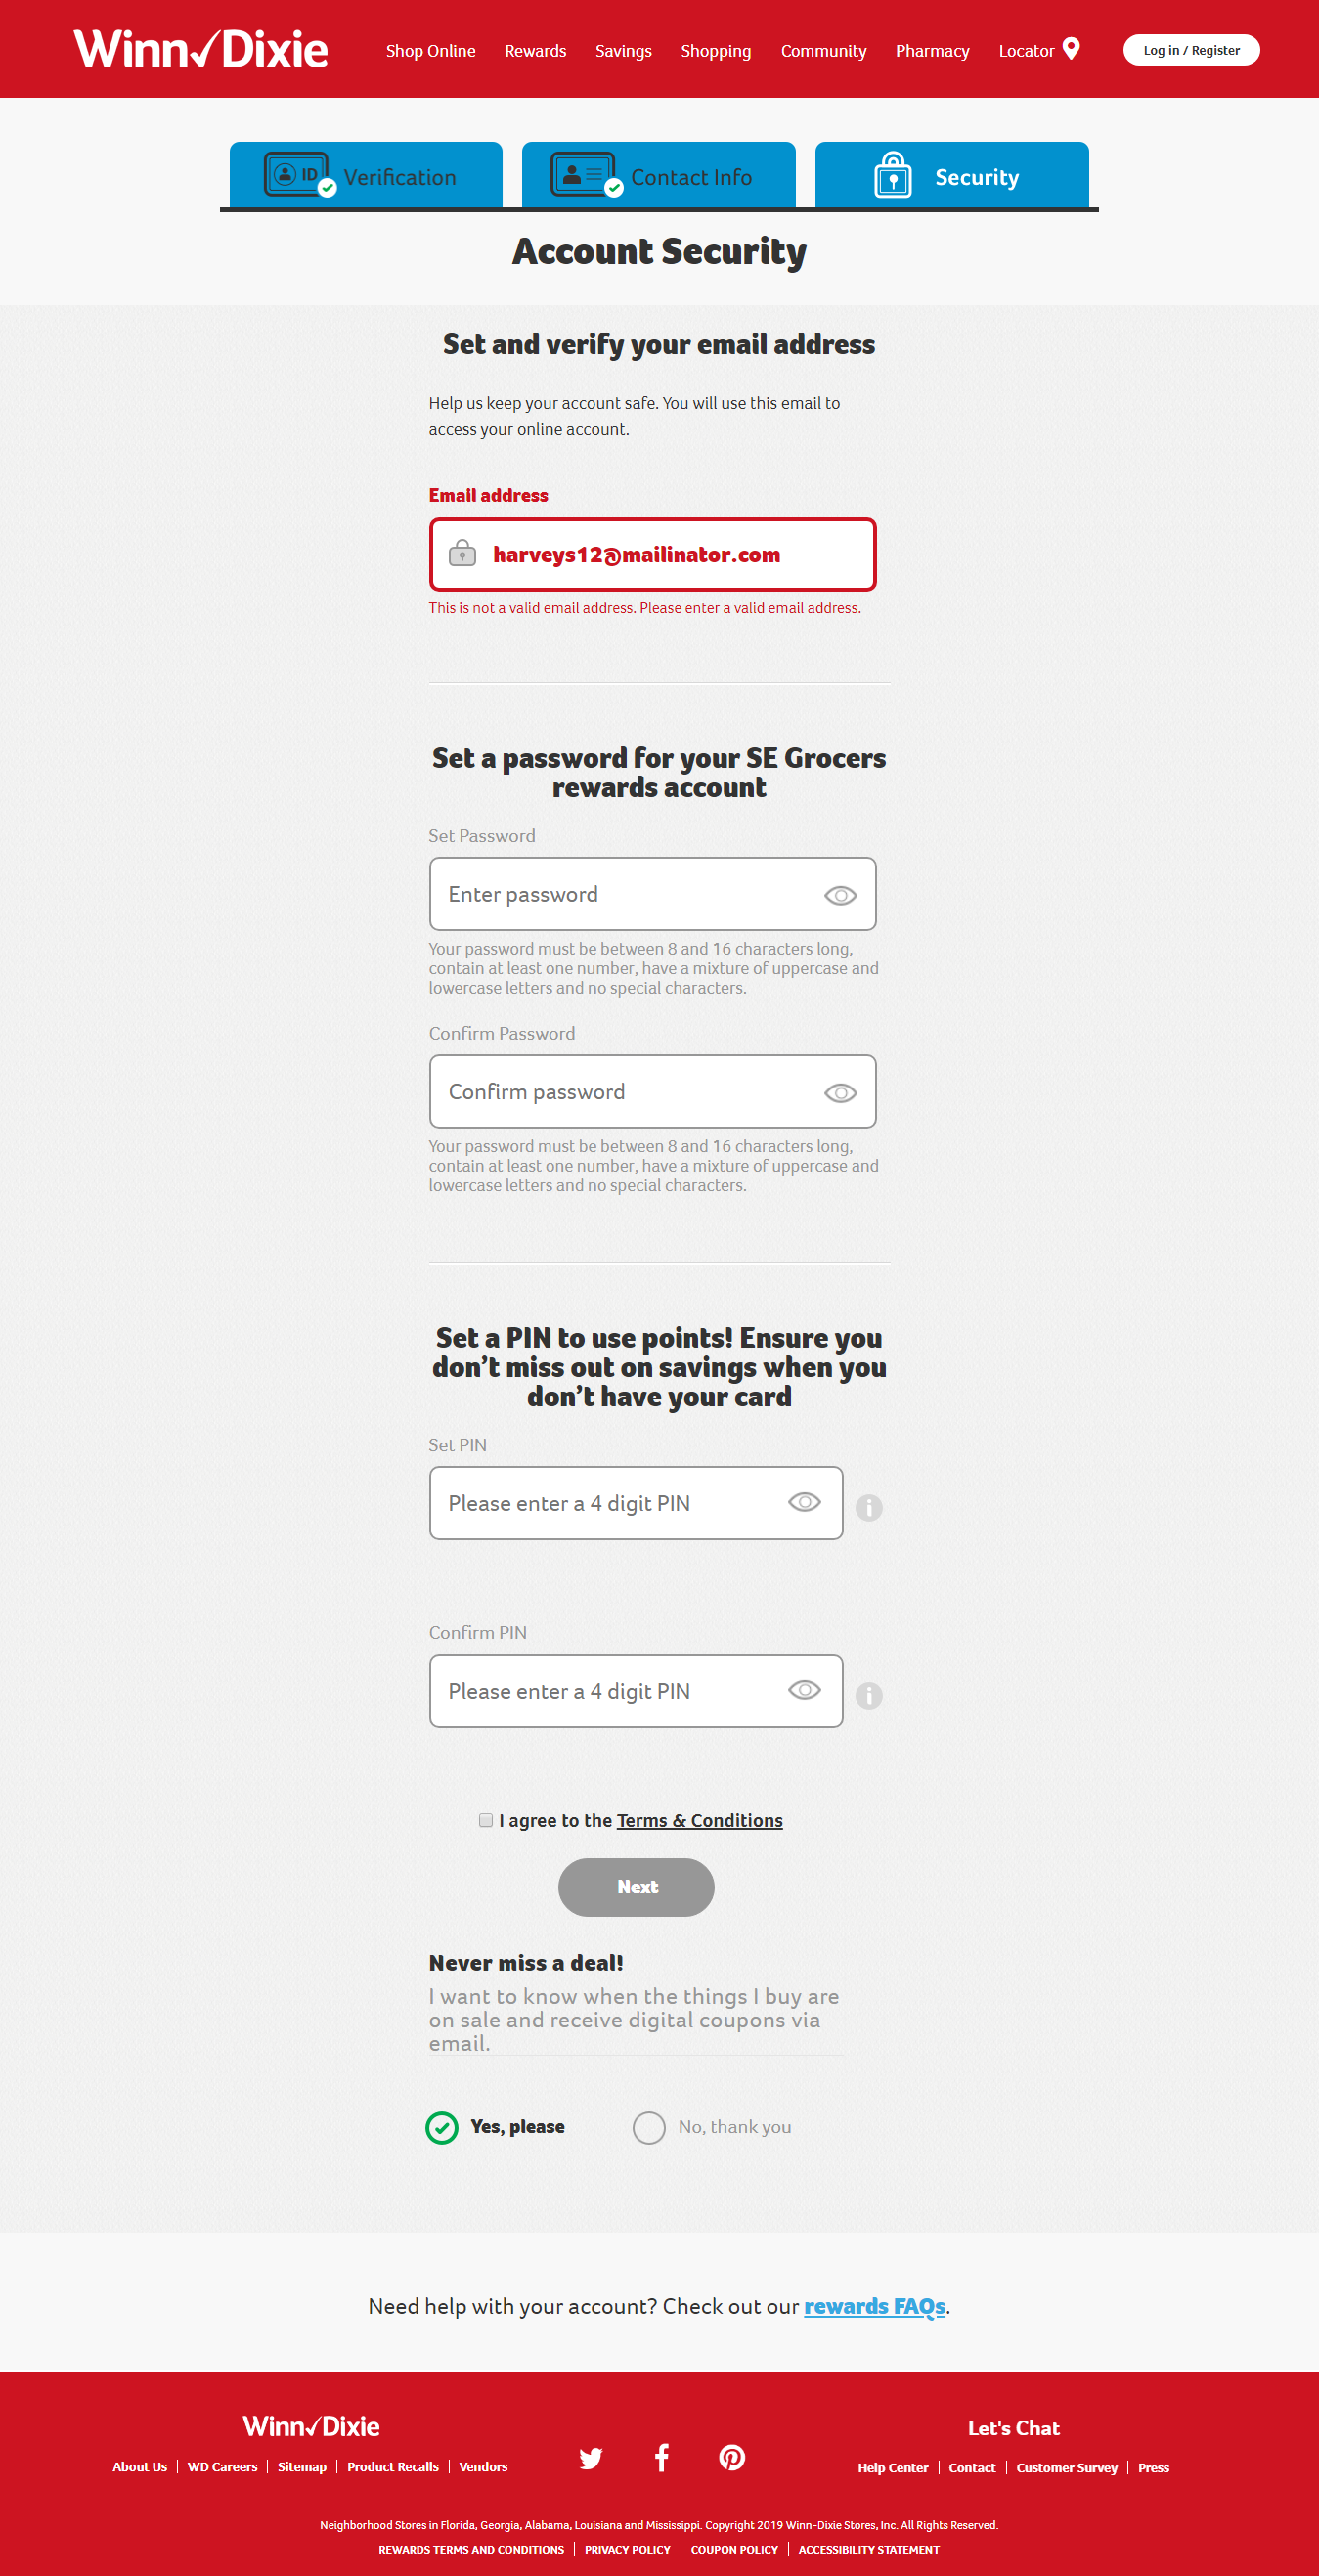 Winn Dixie
Shop Online Rewards Savings Shopping Community Pharmacy Locator Log in / Register
ID Verification Contact Info Security
Account Security
Set and verify your email address
Help us keep your account safe. You will use this email to
access your online account.
Email address
harveys12@mailinator.com
This is not a valid email address. Please enter a valid email address.
Set a password for your SE Grocers
rewards account
Set Password
Enter password
Your password must be between 8 and 16 characters long,
contain at least one number, have a mixture of uppercase and
lowercase letters and no special characters.
Confirm Password
Confirm password
Your password must be between 8 and 16 characters long,
contain at least one number, have a mixture of uppercase and
lowercase letters and no special characters.
Set a PIN to use points! Ensure you
don’t miss out on savings when you
don’t have your card
Set PIN
Please enter a 4 digit PIN
Confirm PIN
Please enter a 4 digit PIN
I agree to the Terms & Conditions
Next
Never miss a deal!
I want to know when the things I buy are
on sale and receive digital coupons via
email.
Yes, please No, thank you
Need help with your account? Check out our rewards FAQs.
Winn Dixie
About Us WD Careers Sitemap Product Recalls Vendors
Let's Chat
Help Center Contact Customer Survey Press
Neighborhood Stores in Florida, Georgia, Alabama, Louisiana and Mississippi. Copyright 2019 Winn-Dixie Stores, Inc. All Rights Reserved.
REWARDS TERMS AND CONDITIONS PRIVACY POLICY COUPON POLICY ACCESSIBILITY STATEMENT